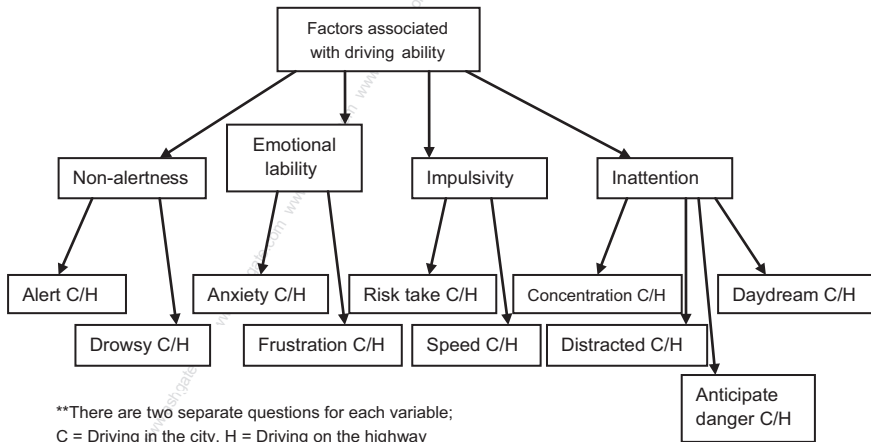 Factors associated
with driving ability
Non-alertness
Emotional
lability
Impulsivity
Inattention
Alert C/H
Anxiety C/H
Risk take C/H
Concentration C/H
Daydream C/H
Drowsy C/H
Frustration C/H
Speed C/H
Distracted C/H
Anticipate
danger C/H
**There are two separate questions for each variable;
C = Driving in the city, H = Driving on the highway